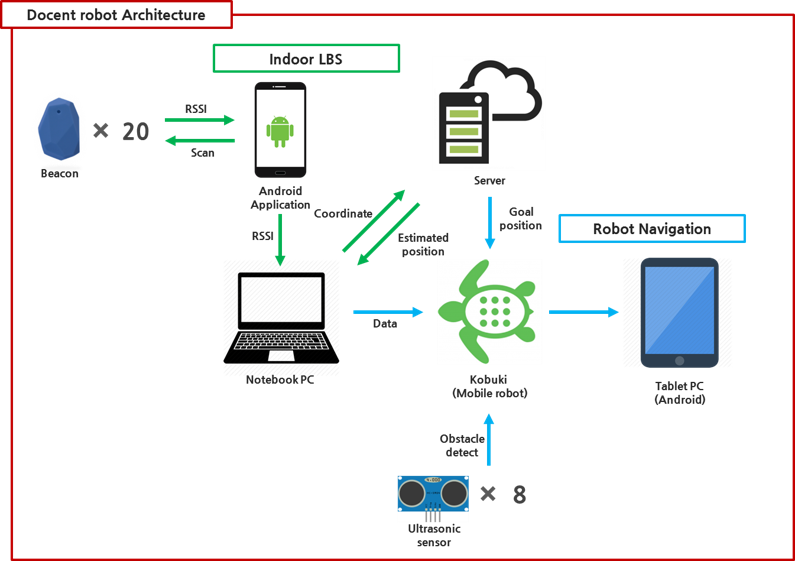 Docent robot Architecture
Indoor LBS
RSSI
× 20
Scan
Beacon
Android
Application
Server
Coordinate
Goal
position
RSSI
Estimated
position
Robot Navigation
Data
Notebook PC
Kobuki
(Mobile robot)
Tablet PC
(Android)
Obstacle
detect
× 8
Ultrasonic
sensor